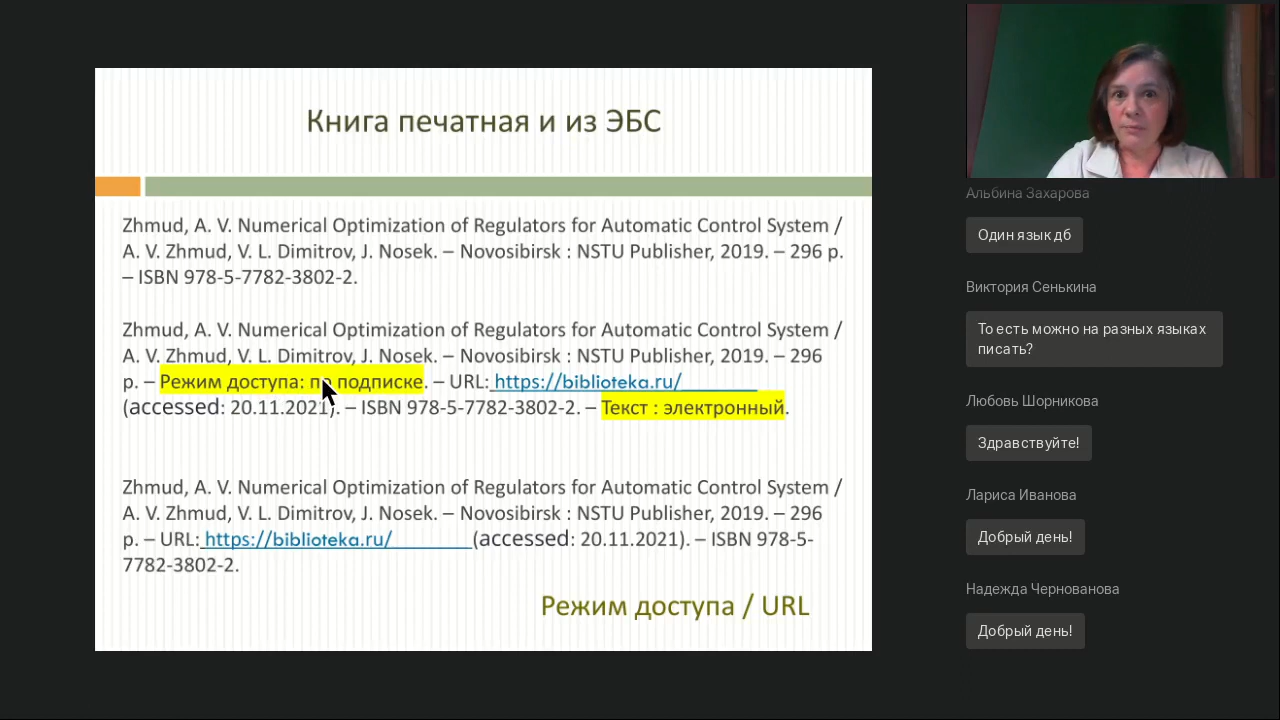 Книга печатная и из ЭБС
Zhmud, A. V. Numerical Optimization of Regulators for Automatic Control System /
A. V. Zhmud, V. L. Dimitrov, J. Nosek. – Novosibirsk : NSTU Publisher, 2019. – 296 p.
– ISBN 978-5-7782-3802-2.
Zhmud, A. V. Numerical Optimization of Regulators for Automatic Control System /
A. V. Zhmud, V. L. Dimitrov, J. Nosek. – Novosibirsk : NSTU Publisher, 2019. – 296
p. – Режим доступа: по подписке. – URL: https://biblioteka.ru/________
(accessed: 20.11.2021). – ISBN 978-5-7782-3802-2. – Текст : электронный.
Zhmud, A. V. Numerical Optimization of Regulators for Automatic Control System /
A. V. Zhmud, V. L. Dimitrov, J. Nosek. – Novosibirsk : NSTU Publisher, 2019. – 296
p. – URL: https://biblioteka.ru/________(accessed: 20.11.2021). – ISBN 978-5-
7782-3802-2.
Режим доступа / URL
Альбина Захарова
Один язык дб
Виктория Сенькина
То есть можно на разных языках
писать?
Любовь Шорникова
Здравствуйте!
Лариса Иванова
Добрый день!
Надежда Чернованова
Добрый день!